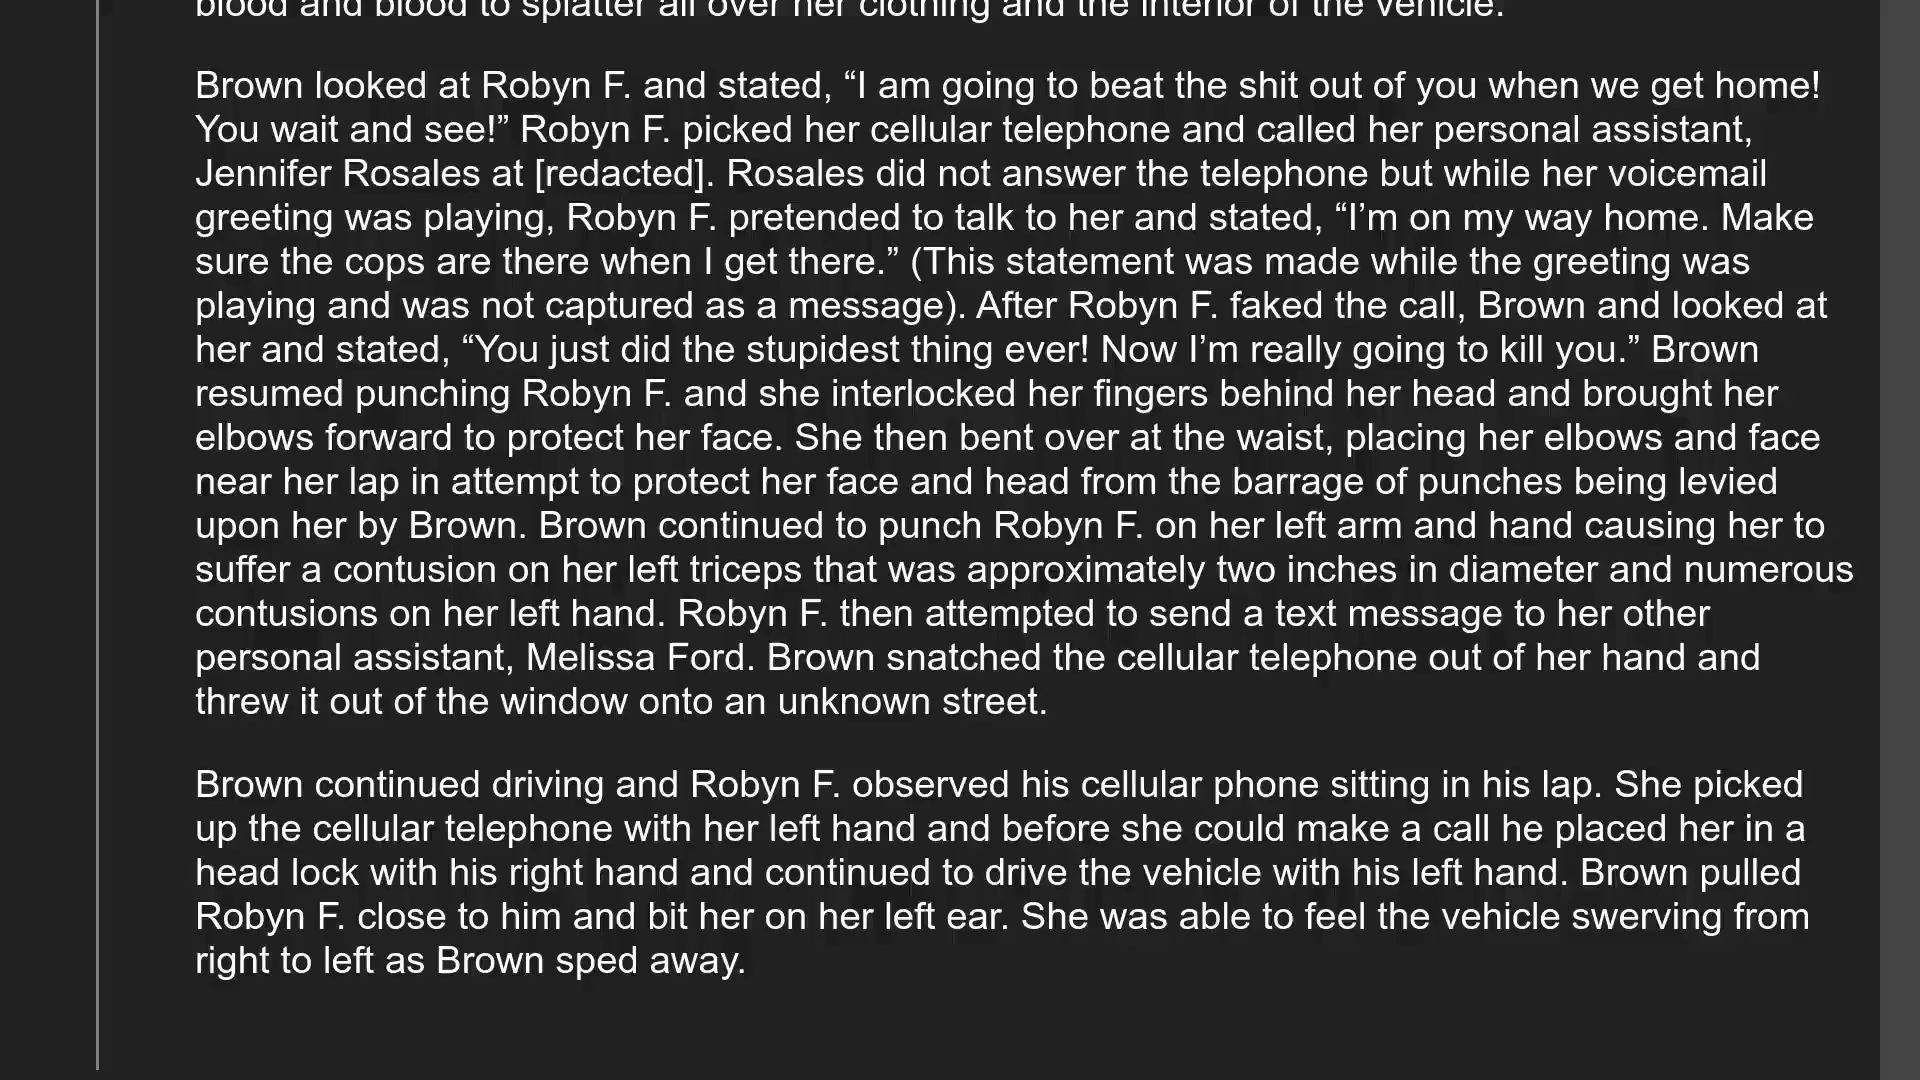 blood and blood to splatter all over her clothing and the interior of the vehicle.
Brown looked at Robyn F. and stated, “I am going to beat the shit out of you when we get home!
You wait and see!” Robyn F. picked her cellular telephone and called her personal assistant,
Jennifer Rosales at [redacted]. Rosales did not answer the telephone but while her voicemail
greeting was playing, Robyn F. pretended to talk to her and stated, “I’m on my way home. Make
sure the cops are there when I get there.” (This statement was made while the greeting was
playing and was not captured as a message). After Robyn F. faked the call, Brown and looked at
her and stated, “You just did the stupidest thing ever! Now I’m really going to kill you.” Brown
resumed punching Robyn F. and she interlocked her fingers behind her head and brought her
elbows forward to protect her face. She then bent over at the waist, placing her elbows and face
near her lap in attempt to protect her face and head from the barrage of punches being levied
upon her by Brown. Brown continued to punch Robyn F. on her left arm and hand causing her to
suffer a contusion on her left triceps that was approximately two inches in diameter and numerous
contusions on her left hand. Robyn F. then attempted to send a text message to her other
personal assistant, Melissa Ford. Brown snatched the cellular telephone out of her hand and
threw it out of the window onto an unknown street.
Brown continued driving and Robyn F. observed his cellular phone sitting in his lap. She picked
up the cellular telephone with her left hand and before she could make a call he placed her in a
head lock with his right hand and continued to drive the vehicle with his left hand. Brown pulled
Robyn F. close to him and bit her on her left ear. She was able to feel the vehicle swerving from
right to left as Brown sped away.